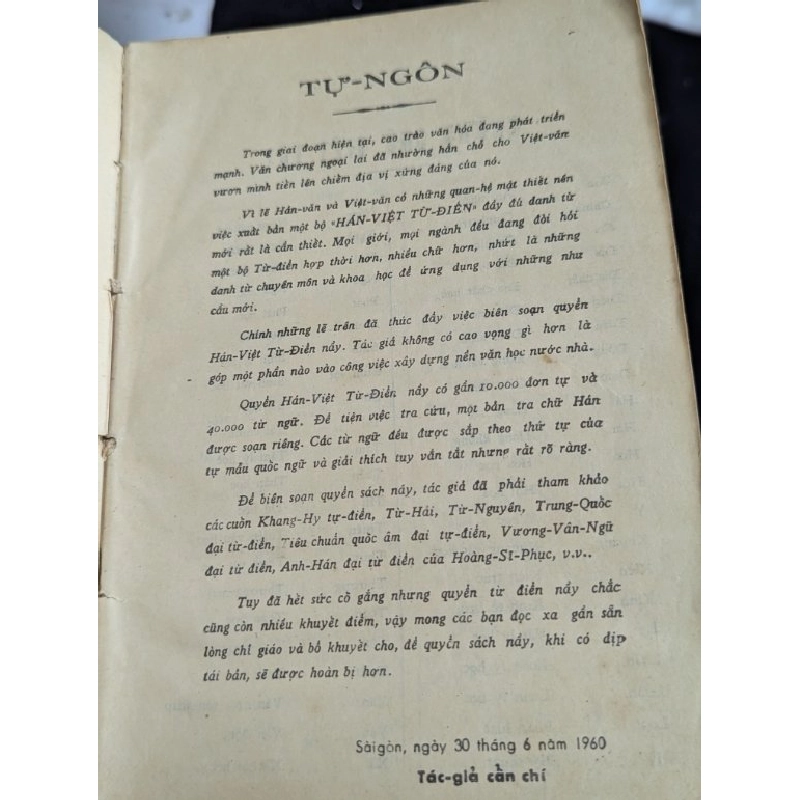 TỰ-NGÔN
Trong giai đoạn hiện tại, cao trào văn hóa đang phát triển
mạnh. Văn chương ngoại lai đã nhường hẳn chỗ cho Việt-văn
vươn mình tiến lên chiếm địa vị xứng đáng của nó.
Vì lẽ Hán-văn và Việt-văn có những quan-hệ mật thiết nên
việc xuất bản một bộ "HÁN-VIỆT TỪ-ĐIỂN" đầy đủ danh từ
mới rất là cần thiết. Mọi giới, mọi ngành đều đang đòi hỏi
một bộ Từ-điển hợp thời hơn, nhiều chữ hơn, nhứt là những
danh từ chuyên môn và khoa học để ứng dụng với những như
cầu mới.
Chính những lẽ trên đã thúc đẩy việc biên soạn quyển
Hán-Việt Từ-Điển nầy. Tác giả không có cao vọng gì hơn là
góp một phần nào vào công việc xây dựng nền văn học nước nhà.
Quyển Hán-Việt Từ-Điển nầy có gần 10.000 đơn tự và
40.000 từ ngữ. Để tiện việc tra cứu, một bản tra chữ Hán
được soạn riêng. Các từ ngữ đều được sắp theo thứ tự của
tự mẫu quốc ngữ và giải thích tuy vắn tắt nhưng rất rõ ràng.
Để biên soạn quyển sách nầy, tác giả đã phải tham khảo
các cuốn Khang-Hy tự-điển, Từ-Hải, Từ-Nguyên, Trung-Quốc
đại từ-điển, Tiêu chuẩn quốc âm đại tự-điển, Vương-Vân-Ngũ
đại từ điển, Anh-Hán đại từ điển của Hoàng-Sĩ-Phục, v.v..
Tuy đã hết sức cố gắng nhưng quyển từ điển nầy chắc
cũng còn nhiều khuyết điểm, vậy mong các bạn đọc xa gần sẵn
lòng chỉ giáo và bổ khuyết cho, để quyển sách nầy, khi có dịp
tái bản, sẽ được hoàn bị hơn.
Sàigòn, ngày 30 tháng 6 năm 1960
Tác-giả cẩn chí